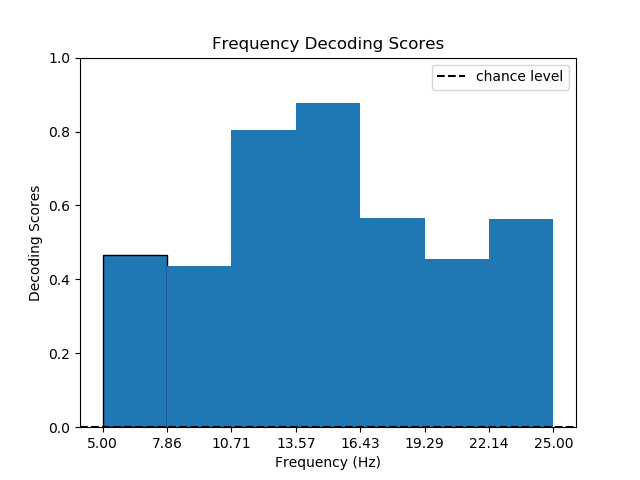 Frequency Decoding Scores
chance level
1.0
0.8
0.6
0.4
0.2
0.0
Decoding Scores
5.00 7.86 10.71 13.57 16.43 19.29 22.14 25.00
Frequency (Hz)